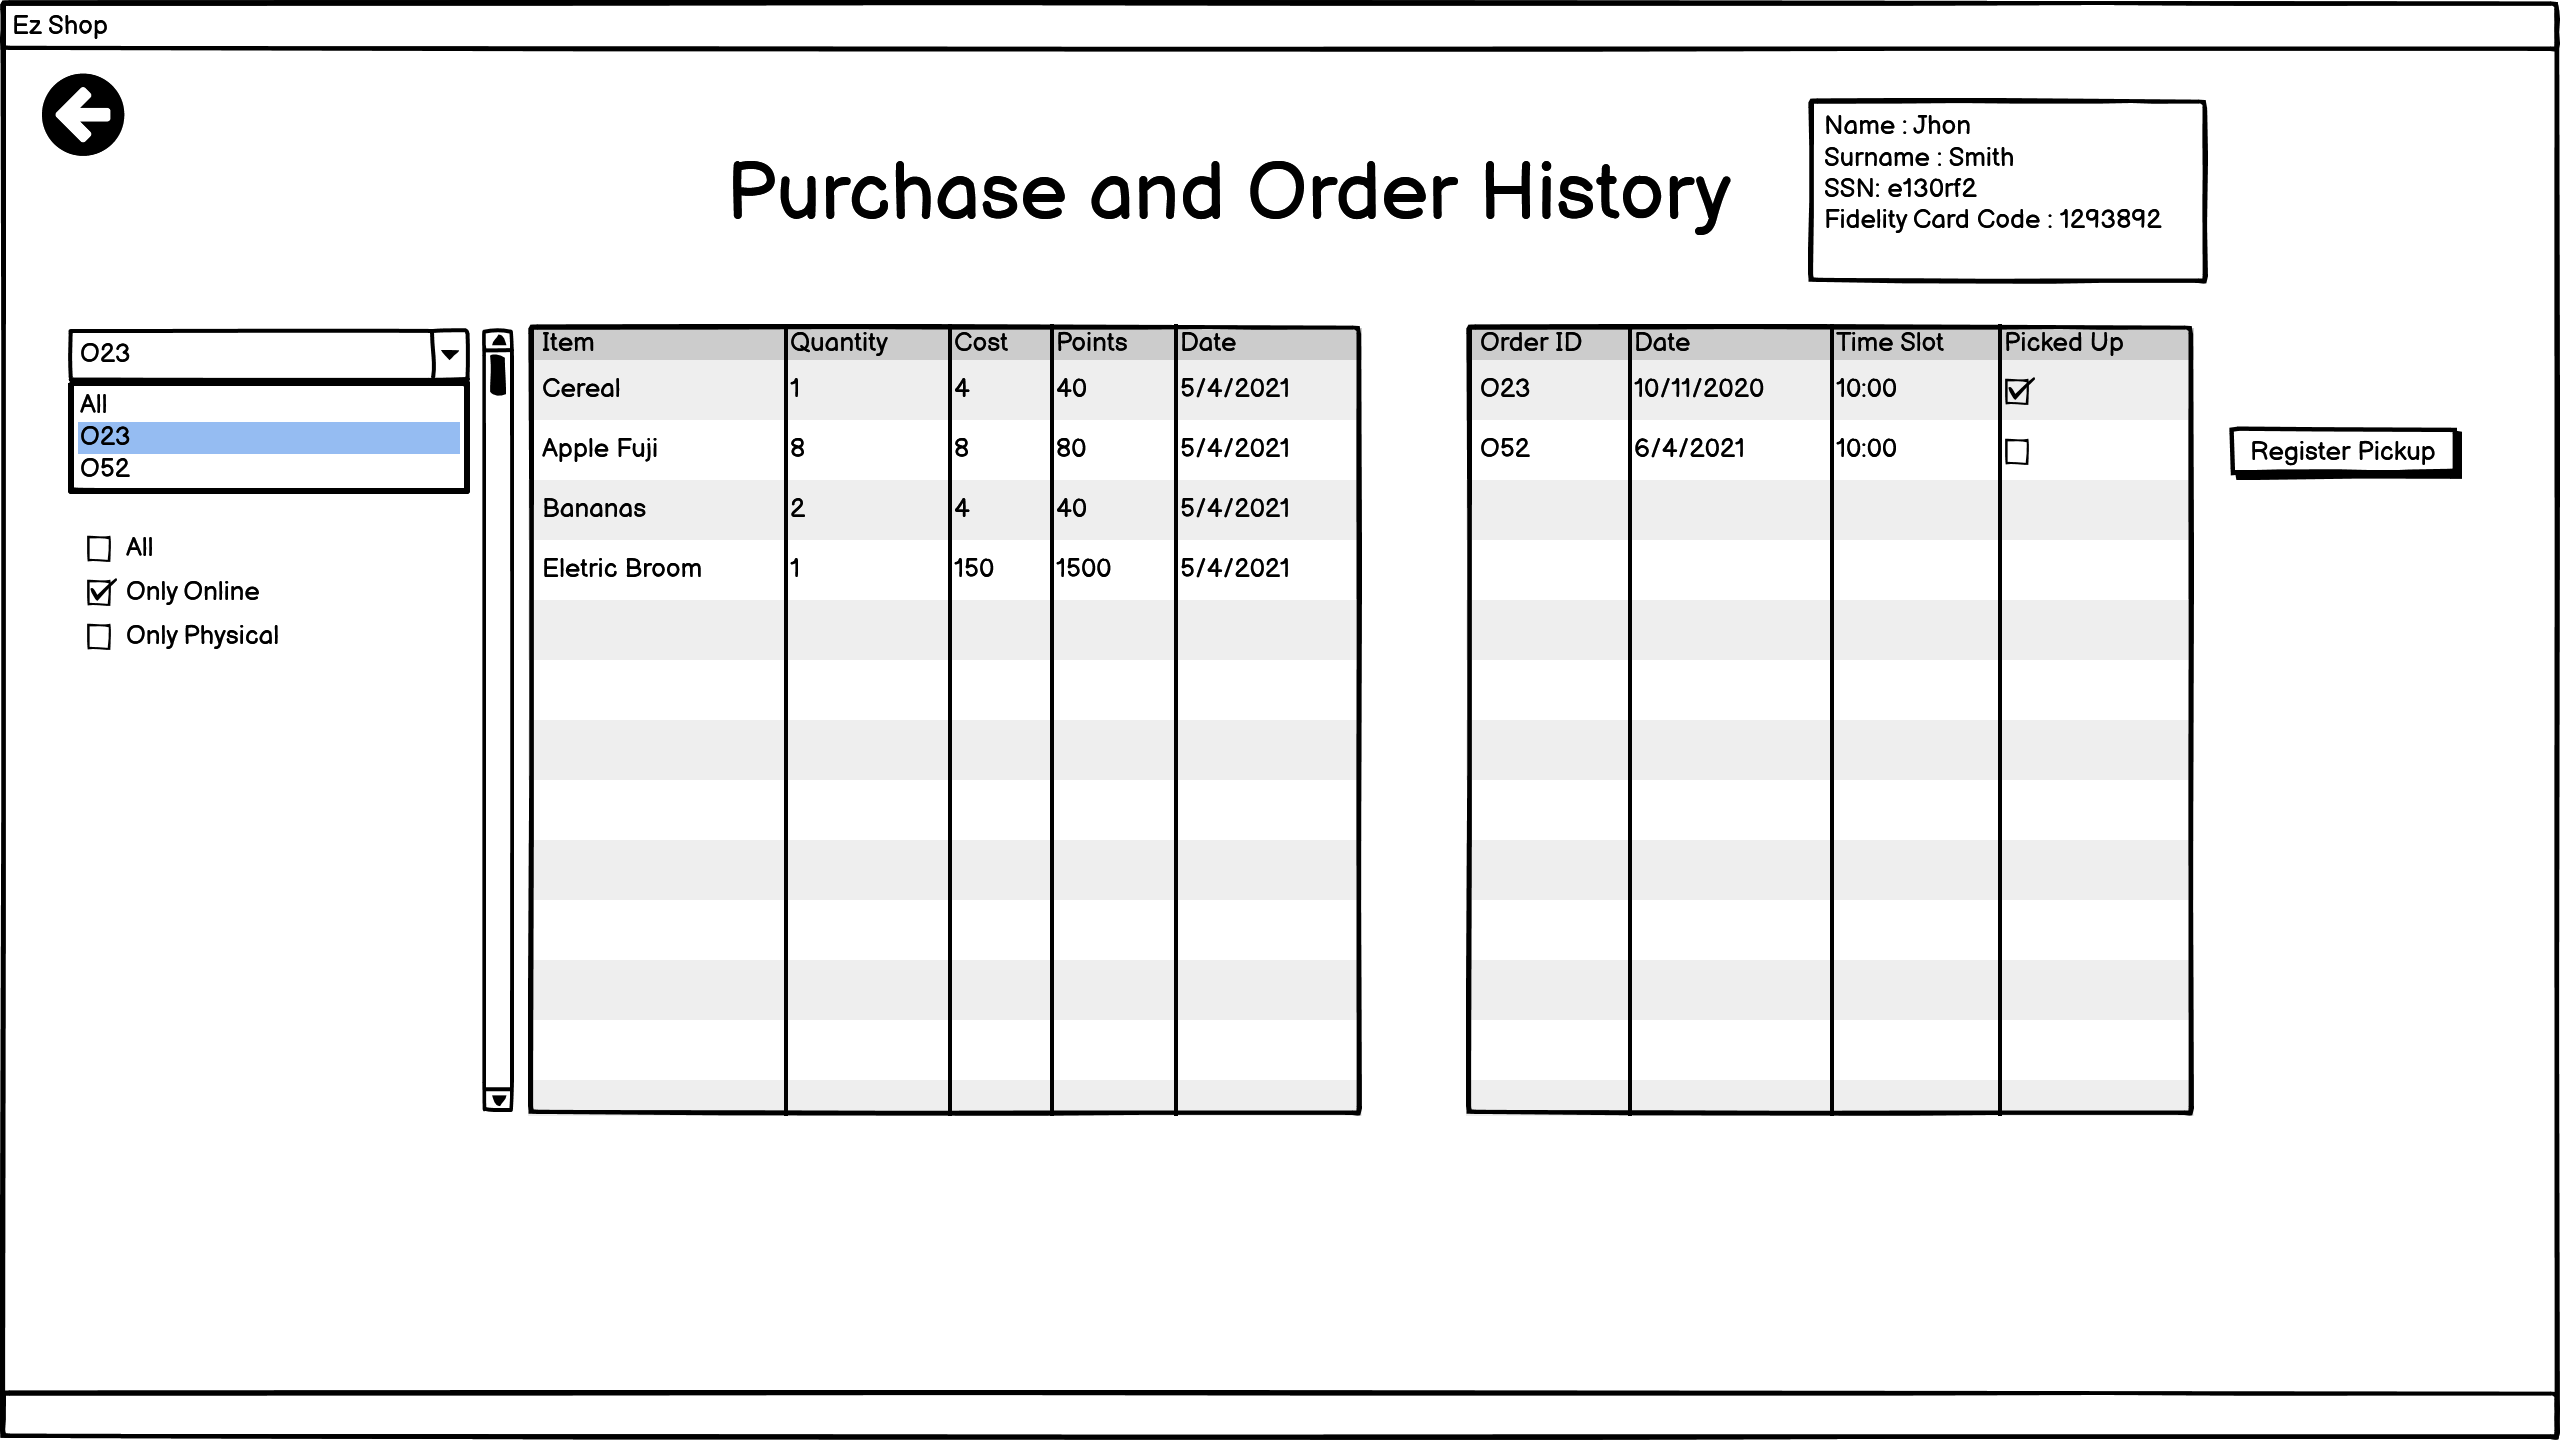 Ez Shop
Purchase and Order History
Name : Jhon
Surname : Smith
SSN: e130rf2
Fidelity Card Code : 1293892
O23
All
O23
O52
All
Only Online
Only Physical
Item Quantity Cost Points Date
Cereal 1 4 40 5/4/2021
Apple Fuji 8 8 80 5/4/2021
Bananas 2 4 40 5/4/2021
Eletric Broom 1 150 1500 5/4/2021
Order ID Date Time Slot Picked Up
O23 10/11/2020 10:00
O52 6/4/2021 10:00
Register Pickup